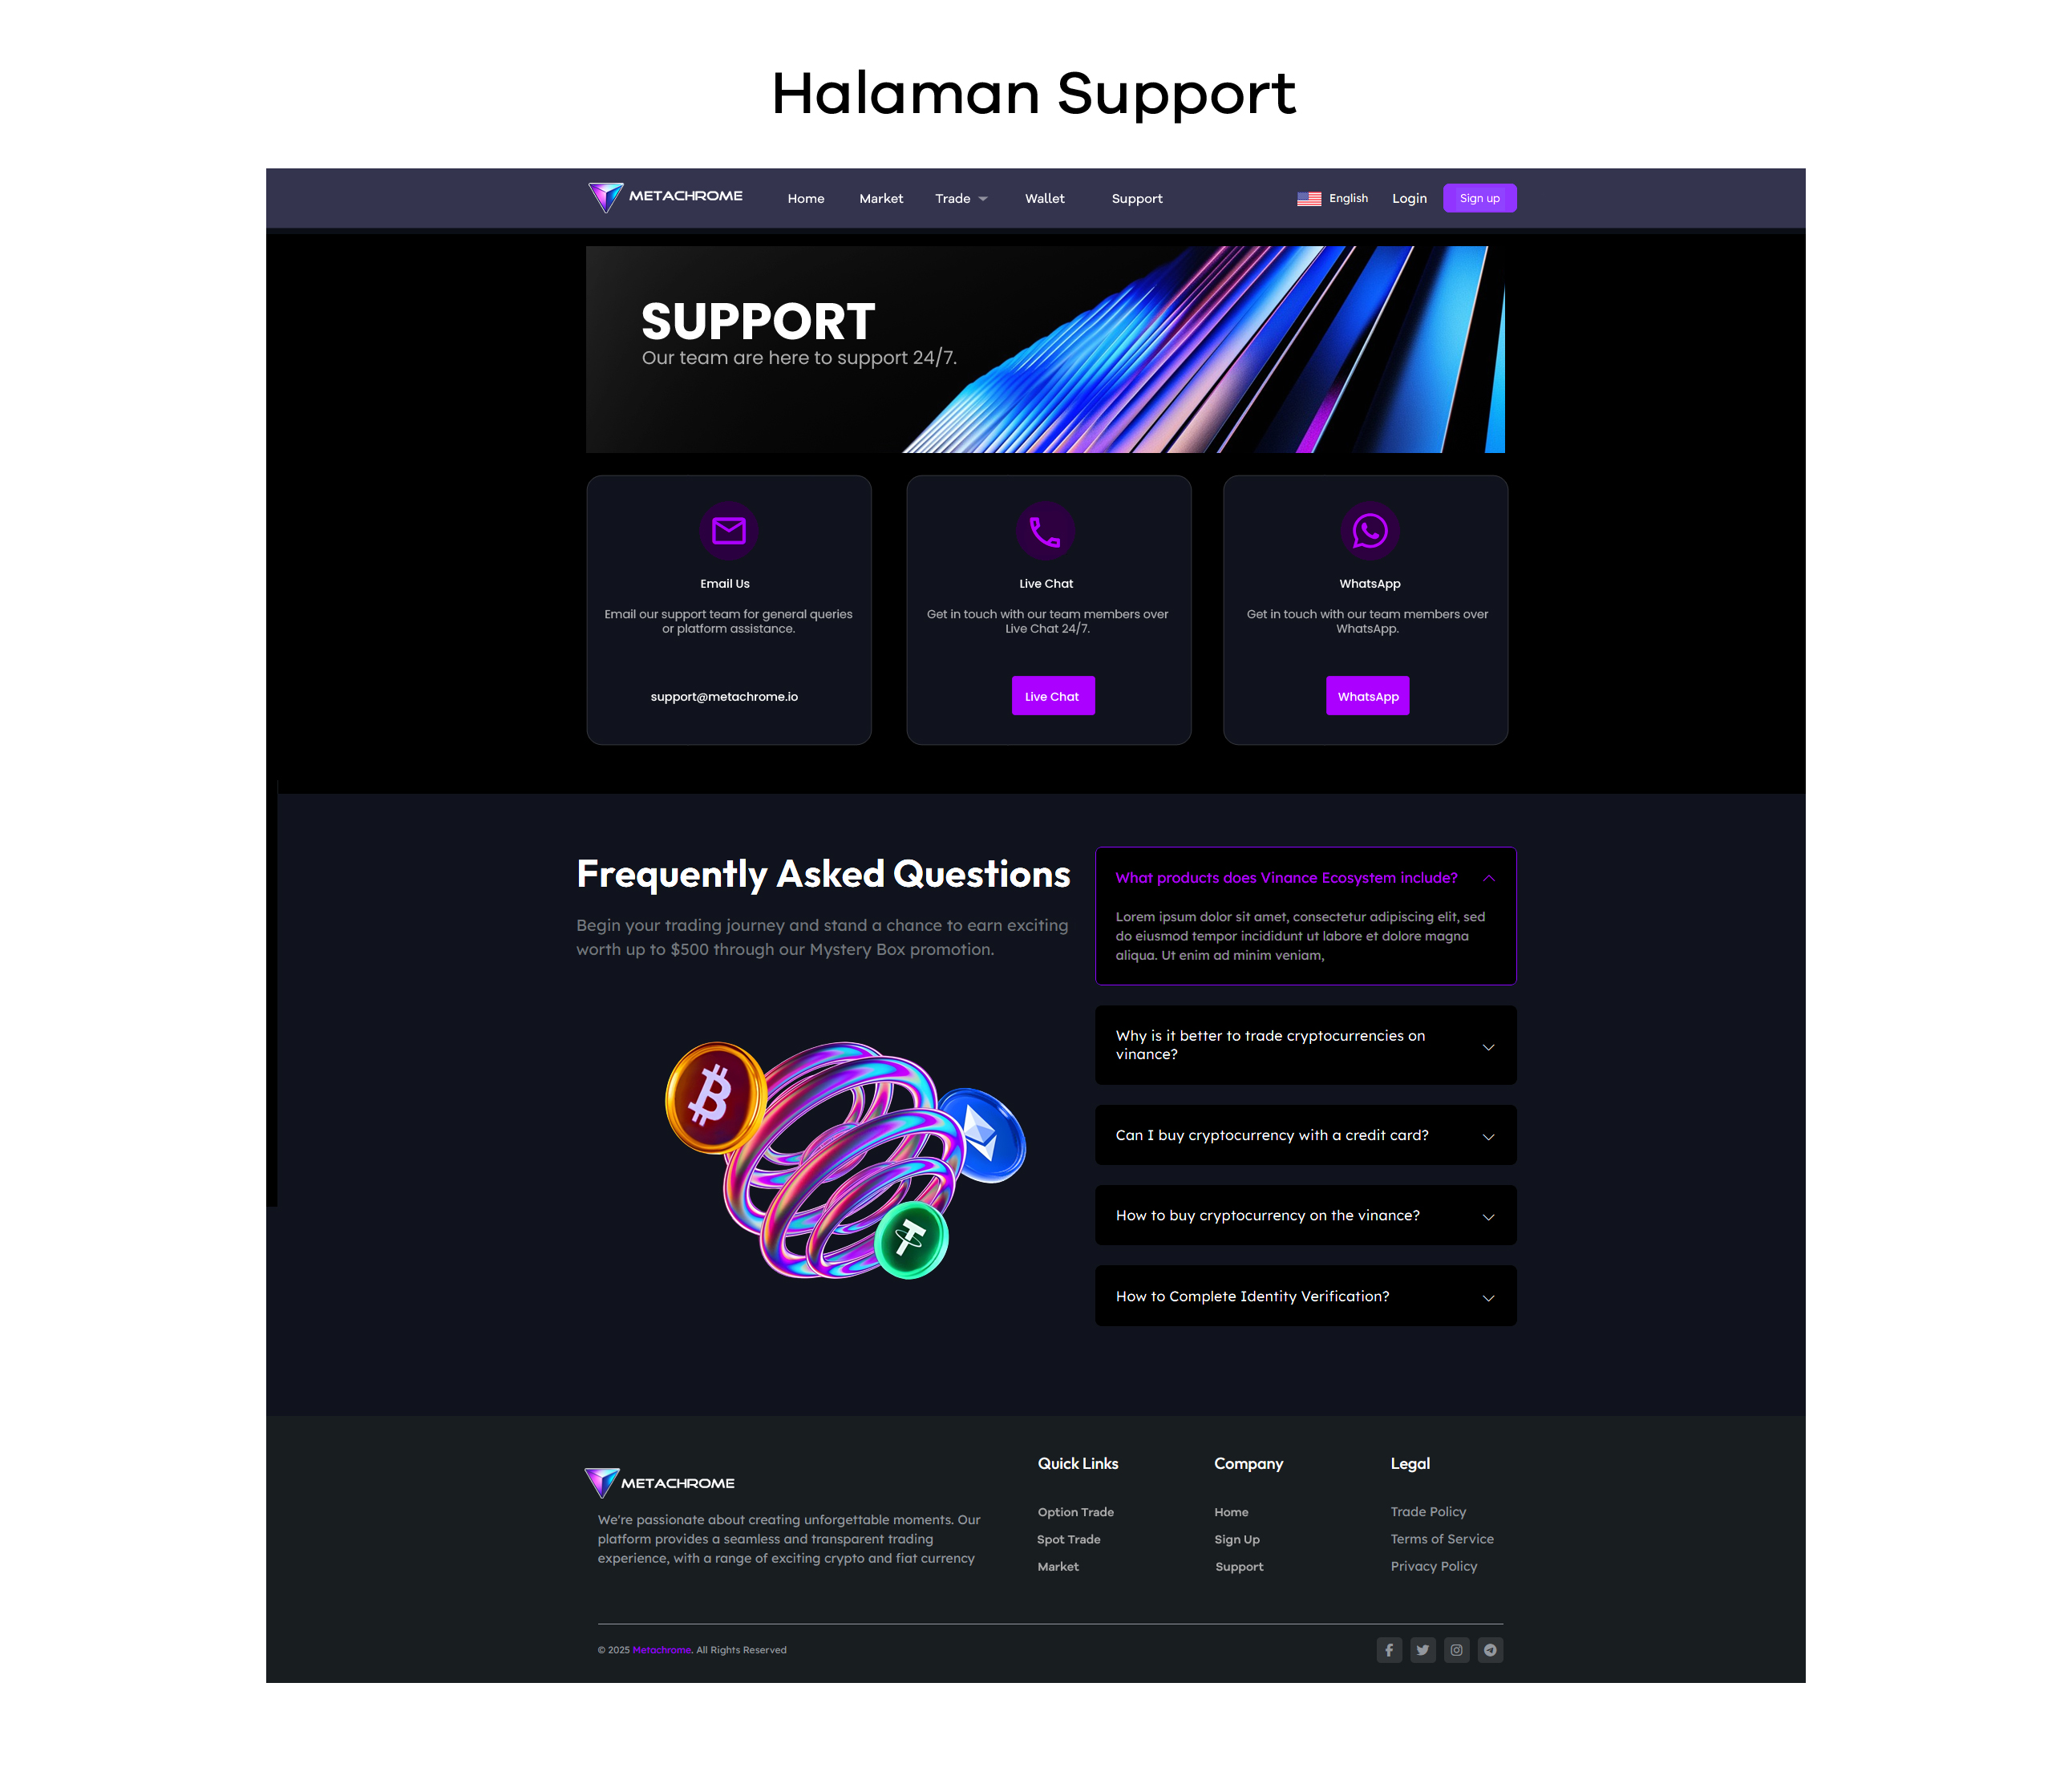 Halaman Support
METACHROME
Home
Market
Trade
Wallet
Support
English
Login
Sign up
SUPPORT
Our team are here to support 24/7.
Email Us
Email our support team for general queries
or platform assistance.
support@metachrome.io
Live Chat
Get in touch with our team members over
Live Chat 24/7.
Live Chat
WhatsApp
Get in touch with our team members over
WhatsApp.
WhatsApp
Frequently Asked Questions
Begin your trading journey and stand a chance to earn exciting
worth up to $500 through our Mystery Box promotion.
What products does Vinance Ecosystem include?
Lorem ipsum dolor sit amet, consectetur adipiscing elit, sed
do eiusmod tempor incididunt ut labore et dolore magna
aliqua. Ut enim ad minim veniam,
Why is it better to trade cryptocurrencies on
vinance?
Can I buy cryptocurrency with a credit card?
How to buy cryptocurrency on the vinance?
How to Complete Identity Verification?
METACHROME
We're passionate about creating unforgettable moments. Our
platform provides a seamless and transparent trading
experience, with a range of exciting crypto and fiat currency
Quick Links
Option Trade
Spot Trade
Market
Company
Home
Sign Up
Support
Legal
Trade Policy
Terms of Service
Privacy Policy
© 2025 Metachrome. All Rights Reserved